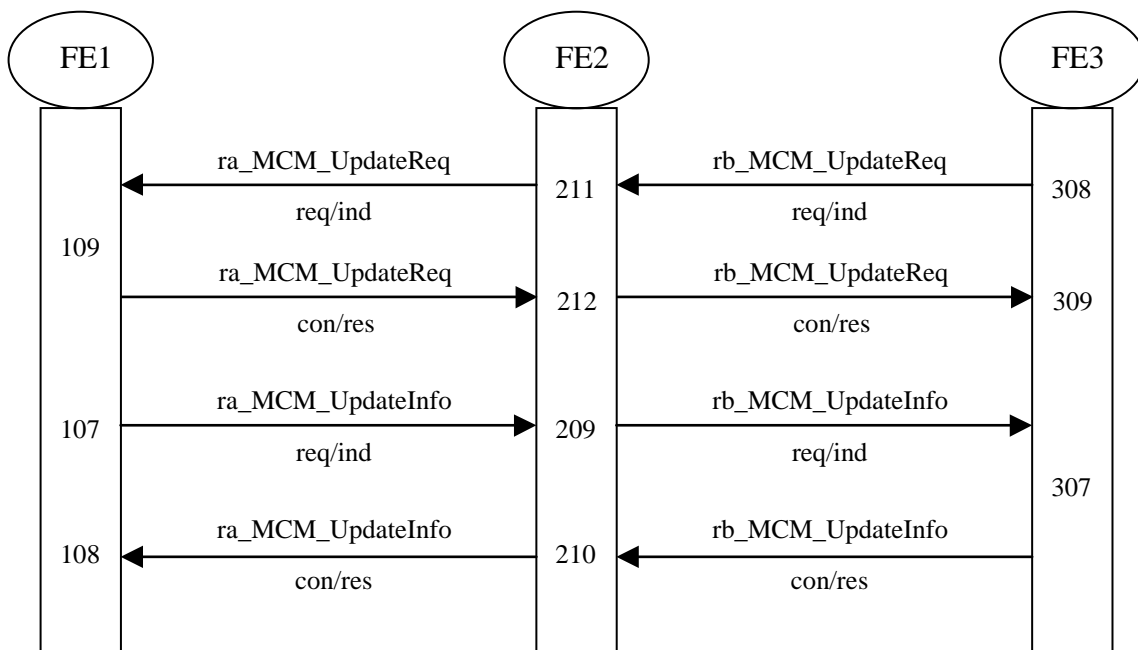 FE1
FE2
FE3
ra_MCM_UpdateReq
rb_MCM_UpdateReq
211
308
req/ind
req/ind
109
ra_MCM_UpdateReq
rb_MCM_UpdateReq
212
309
con/res
con/res
ra_MCM_UpdateInfo
rb_MCM_UpdateInfo
107
209
req/ind
req/ind
307
ra_MCM_UpdateInfo
rb_MCM_UpdateInfo
108
210
con/res
con/res